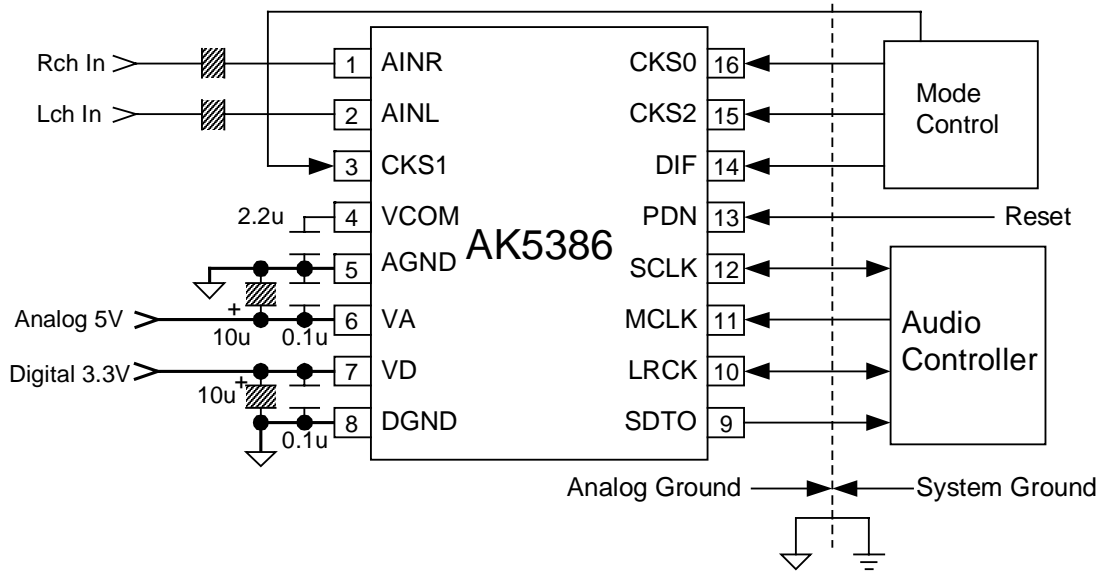 Rch In
1
AINR
CKS0
16
Mode
Control
Lch In
2
AINL
CKS2
15
3
CKS1
DIF
14
2.2u
4
VCOM
PDN
13
Reset
AK5386
5
AGND
SCLK
12
Analog 5V
+
10u
0.1u
6
VA
MCLK
11
Audio
Controller
Digital 3.3V
+
10u
7
VD
LRCK
10
0.1u
8
DGND
SDTO
9
Analog Ground
System Ground